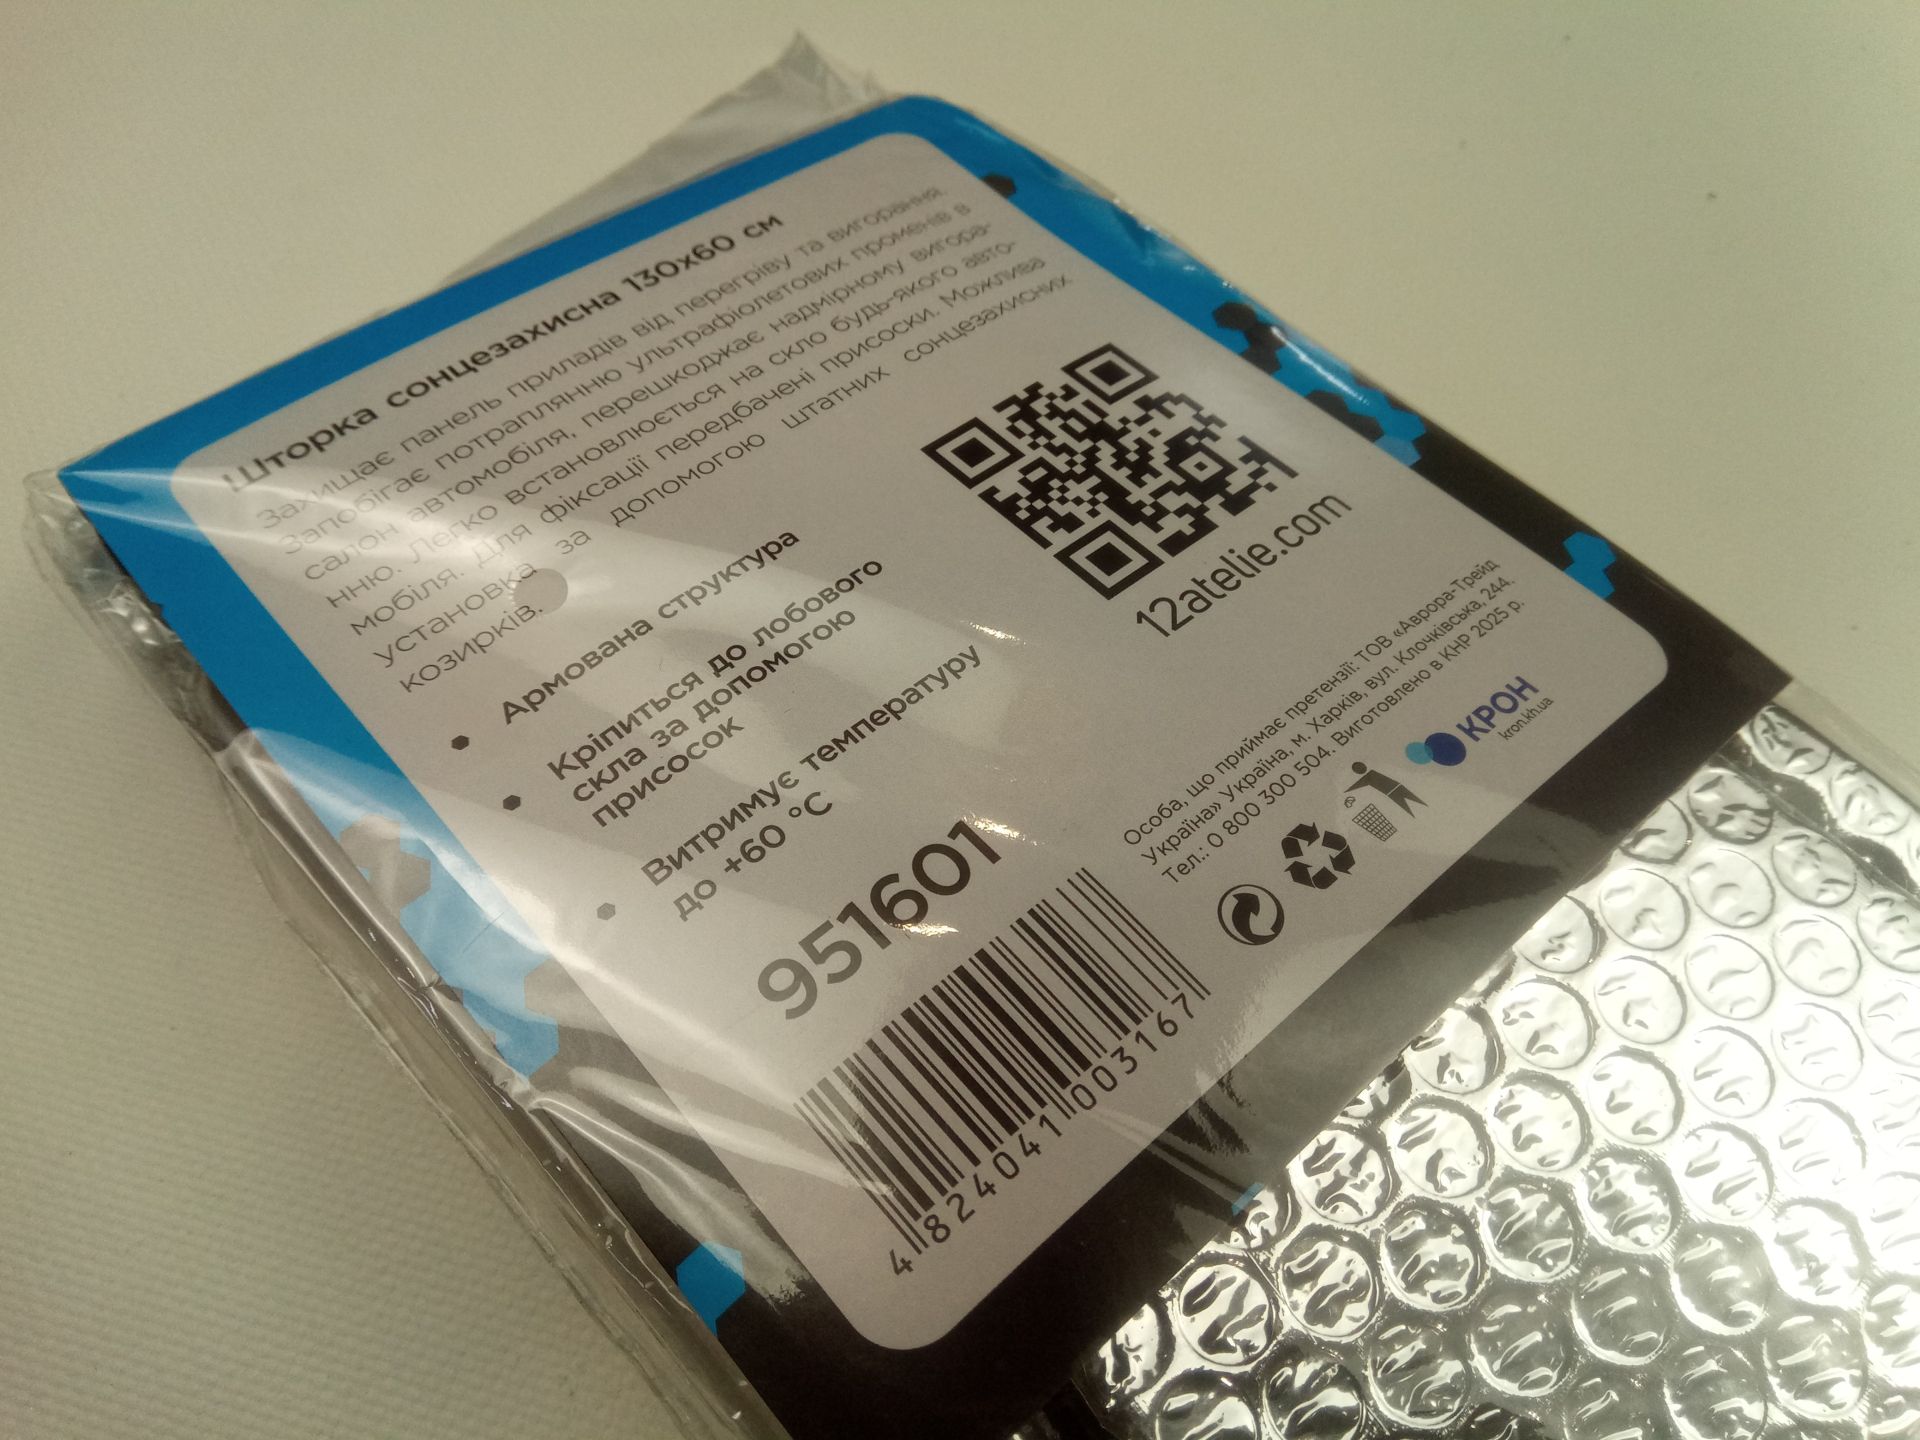 Шторка сонцезахисна 130x60 см
Захищає панель приладів від перегріву та вигорання.
Запобігає потраплянню ультрафіолетових променів в
салон автомобіля, перешкоджає надмірному вигора-
нню. Легко встановлюється на скло будь-якого авто-
мобіля. Для фіксації передбачені присоски. Можлива
установка за допомогою штатних сонцезахисних
козирків.
Армована структура
Кріпиться до лобового
скла за допомогою
присосок
Витримує температуру
до +60 °C
951601
4824041003167
12atelie.com
Особа, що приймає претензії: ТОВ «Аврора-Трейд
Україна» Україна, м. Харків, вул. Клочківська, 244.
Тел.: 0 800 300 504. Виготовлено в КНР 2025 р.
КРОН
kron.kh.ua